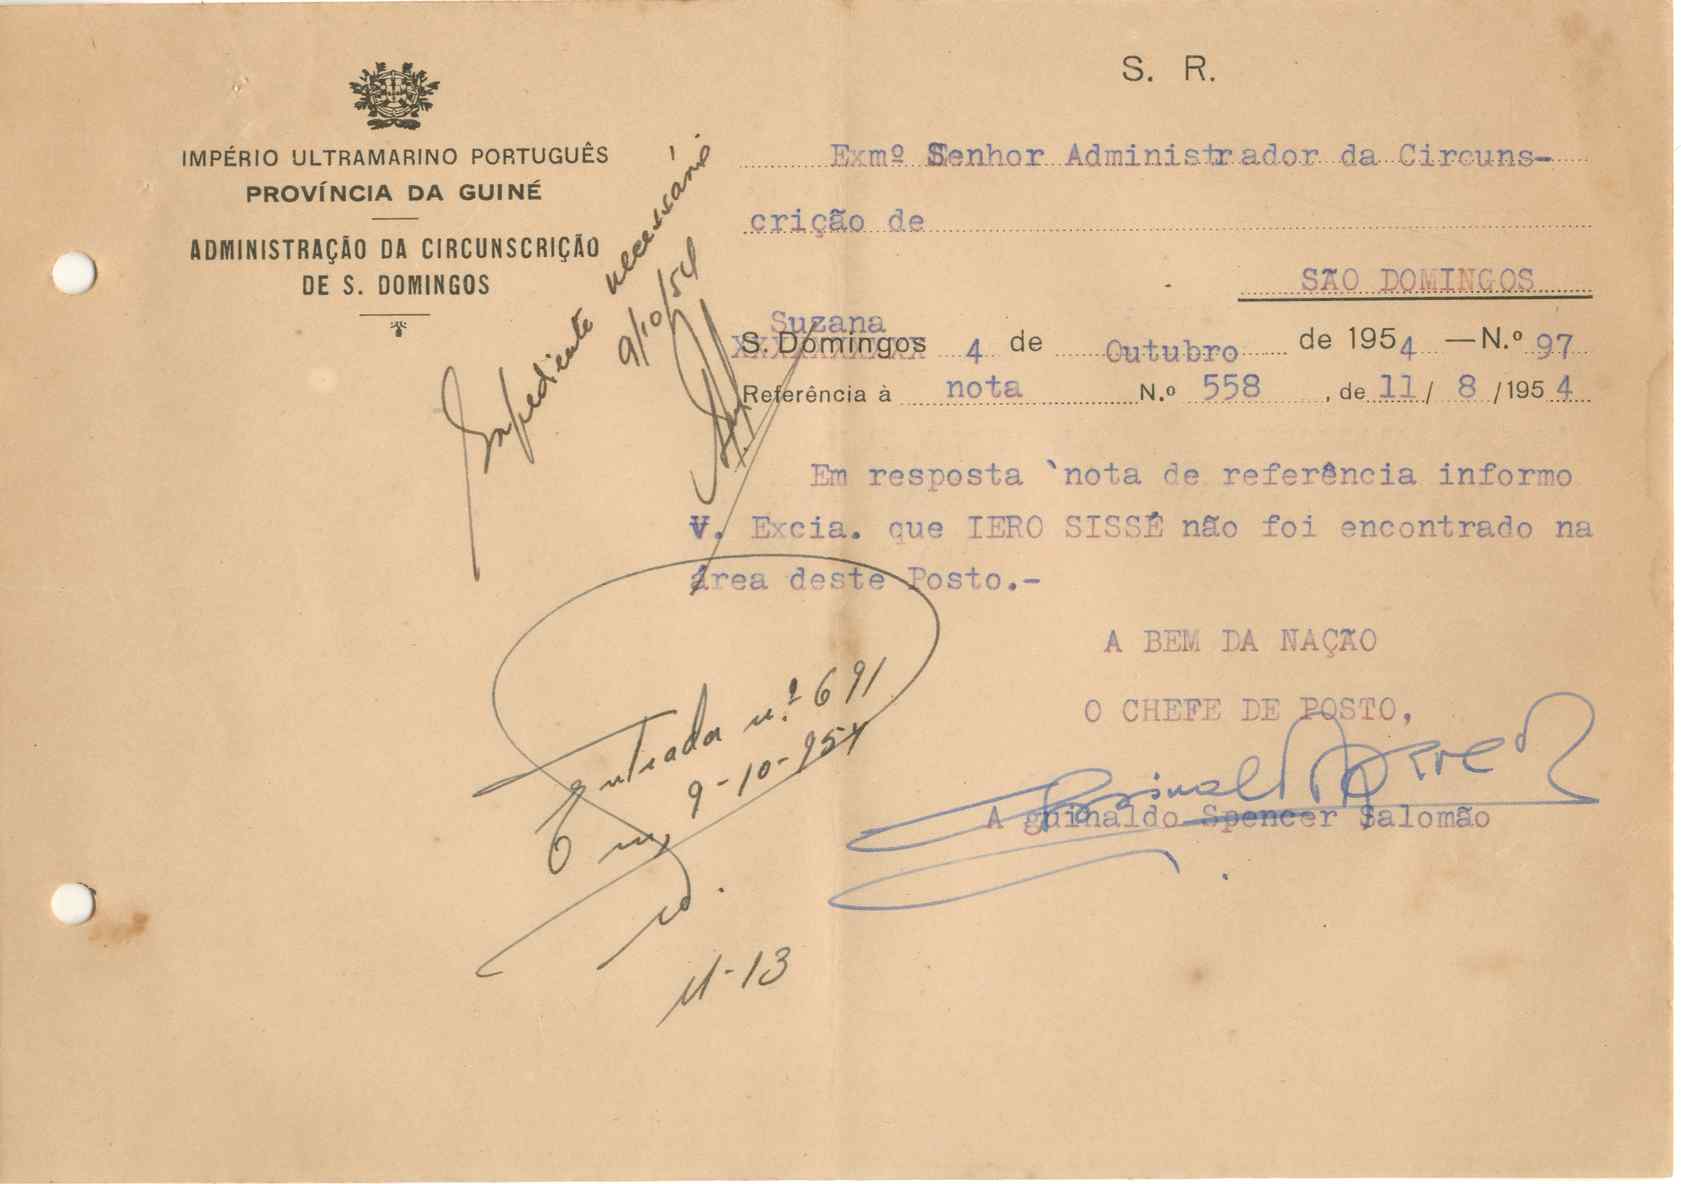 S. R.
IMPÉRIO ULTRAMARINO PORTUGUÊS
PROVÍNCIA DA GUINÉ
ADMINISTRAÇÃO DA CIRCUNSCRIÇÃO
DE S. DOMINGOS
Exmº Senhor Administrador da Circuns-
crição de
SÃO DOMINGOS
Suzana
S. Domingos 4 de Outubro de 1954 — N.º 97
Referência à nota N.º 558, de 11/ 8 /1954
Expediente necessário
9/10/54
Em resposta `nota de referência informo
V. Excia. que IERO SISSÉ não foi encontrado na
área deste Posto.-
A BEM DA NAÇÃO
O CHEFE DE POSTO,
A guinaldo Spencer Salomão
Entrada n.º 691
Em, 9-10-954
13